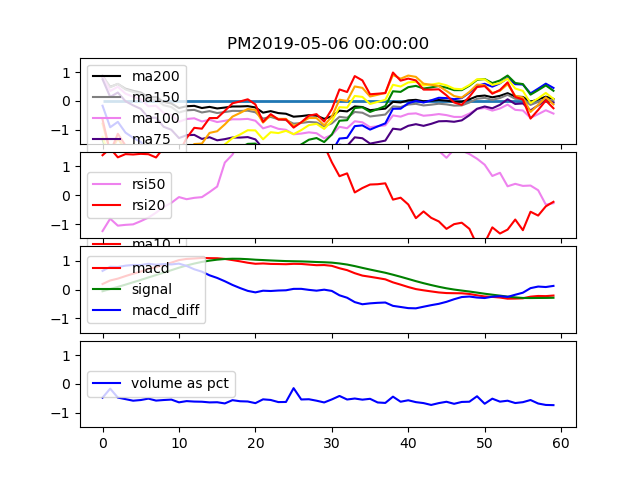 PM2019-05-06 00:00:00
1
0
−1
ma200
ma150
ma100
ma75
1
0
−1
rsi50
rsi20
ma10
1
0
−1
macd
signal
macd_diff
1
0
−1
volume as pct
0 10 20 30 40 50 60